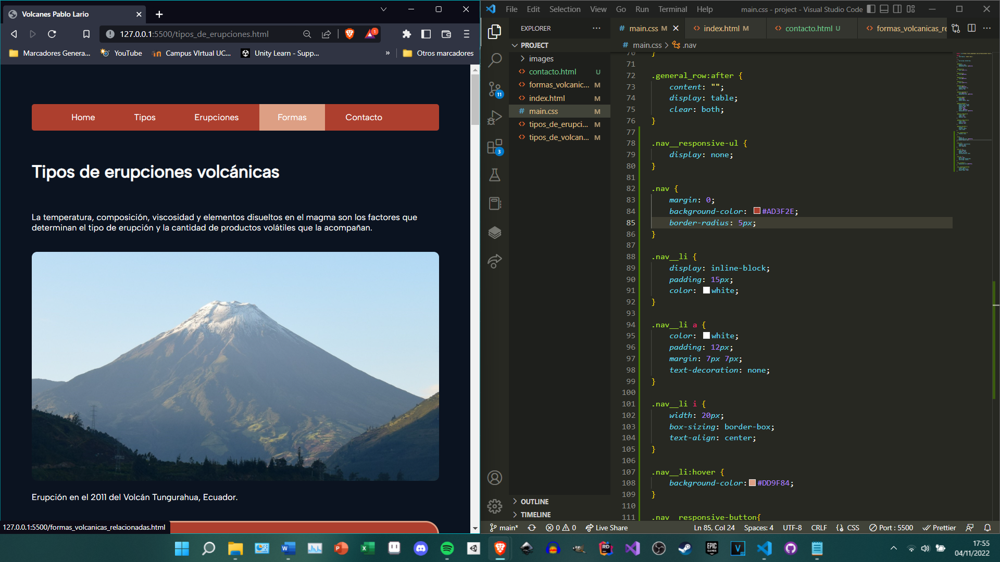 Volcanes Pablo Lario
127.0.0.1:5500/tipos_de_erupciones.html
1
Marcadores Genera...
YouTube
Campus VIrtual UC...
Unity Learn - Supp...
»
Otros marcadores
Home
Tipos
Erupciones
Formas
Contacto
Tipos de erupciones volcánicas
La temperatura, composición, viscosidad y elementos disueltos en el magma son los factores que
determinan el tipo de erupción y la cantidad de productos volátiles que la acompañan.
Erupción en el 2011 del Volcán Tungurahua, Ecuador.
127.0.0.1:5500/formas_volcanicas_relacionadas.html
File Edit Selection View Go Run Terminal Help
main.css - project - Visual Studio Code
EXPLORER
PROJECT
images
contacto.html U
formas_volcanic... M
index.html M
main.css M
tipos_de_erupci... M
tipos_de_volcan... M
11
3
OUTLINE
TIMELINE
main.css M
index.html M
contacto.html U
formas_volcanicas_re
main.css > .nav
70 }
71
72 .general_row:after {
73 content: "";
74 display: table;
75 clear: both;
76 }
77
78 .nav__responsive-ul {
79 display: none;
80 }
81
82 .nav {
83 margin: 0;
84 background-color: #AD3F2E;
85 border-radius: 5px;
86 }
87
88 .nav__li {
89 display: inline-block;
90 padding: 15px;
91 color: white;
92 }
93
94 .nav__li a {
95 color: white;
96 padding: 12px;
97 margin: 7px 7px;
98 text-decoration: none;
99 }
100
101 .nav__li i {
102 width: 20px;
103 box-sizing: border-box;
104 text-align: center;
105 }
106
107 .nav__li:hover {
108 background-color: #DD9F84;
109 }
110
111 .nav__responsive-button{
main*
0 0
Live Share
Ln 85, Col 24
Spaces: 4
UTF-8
CRLF
CSS
Port : 5500
Prettier
17:55
04/11/2022